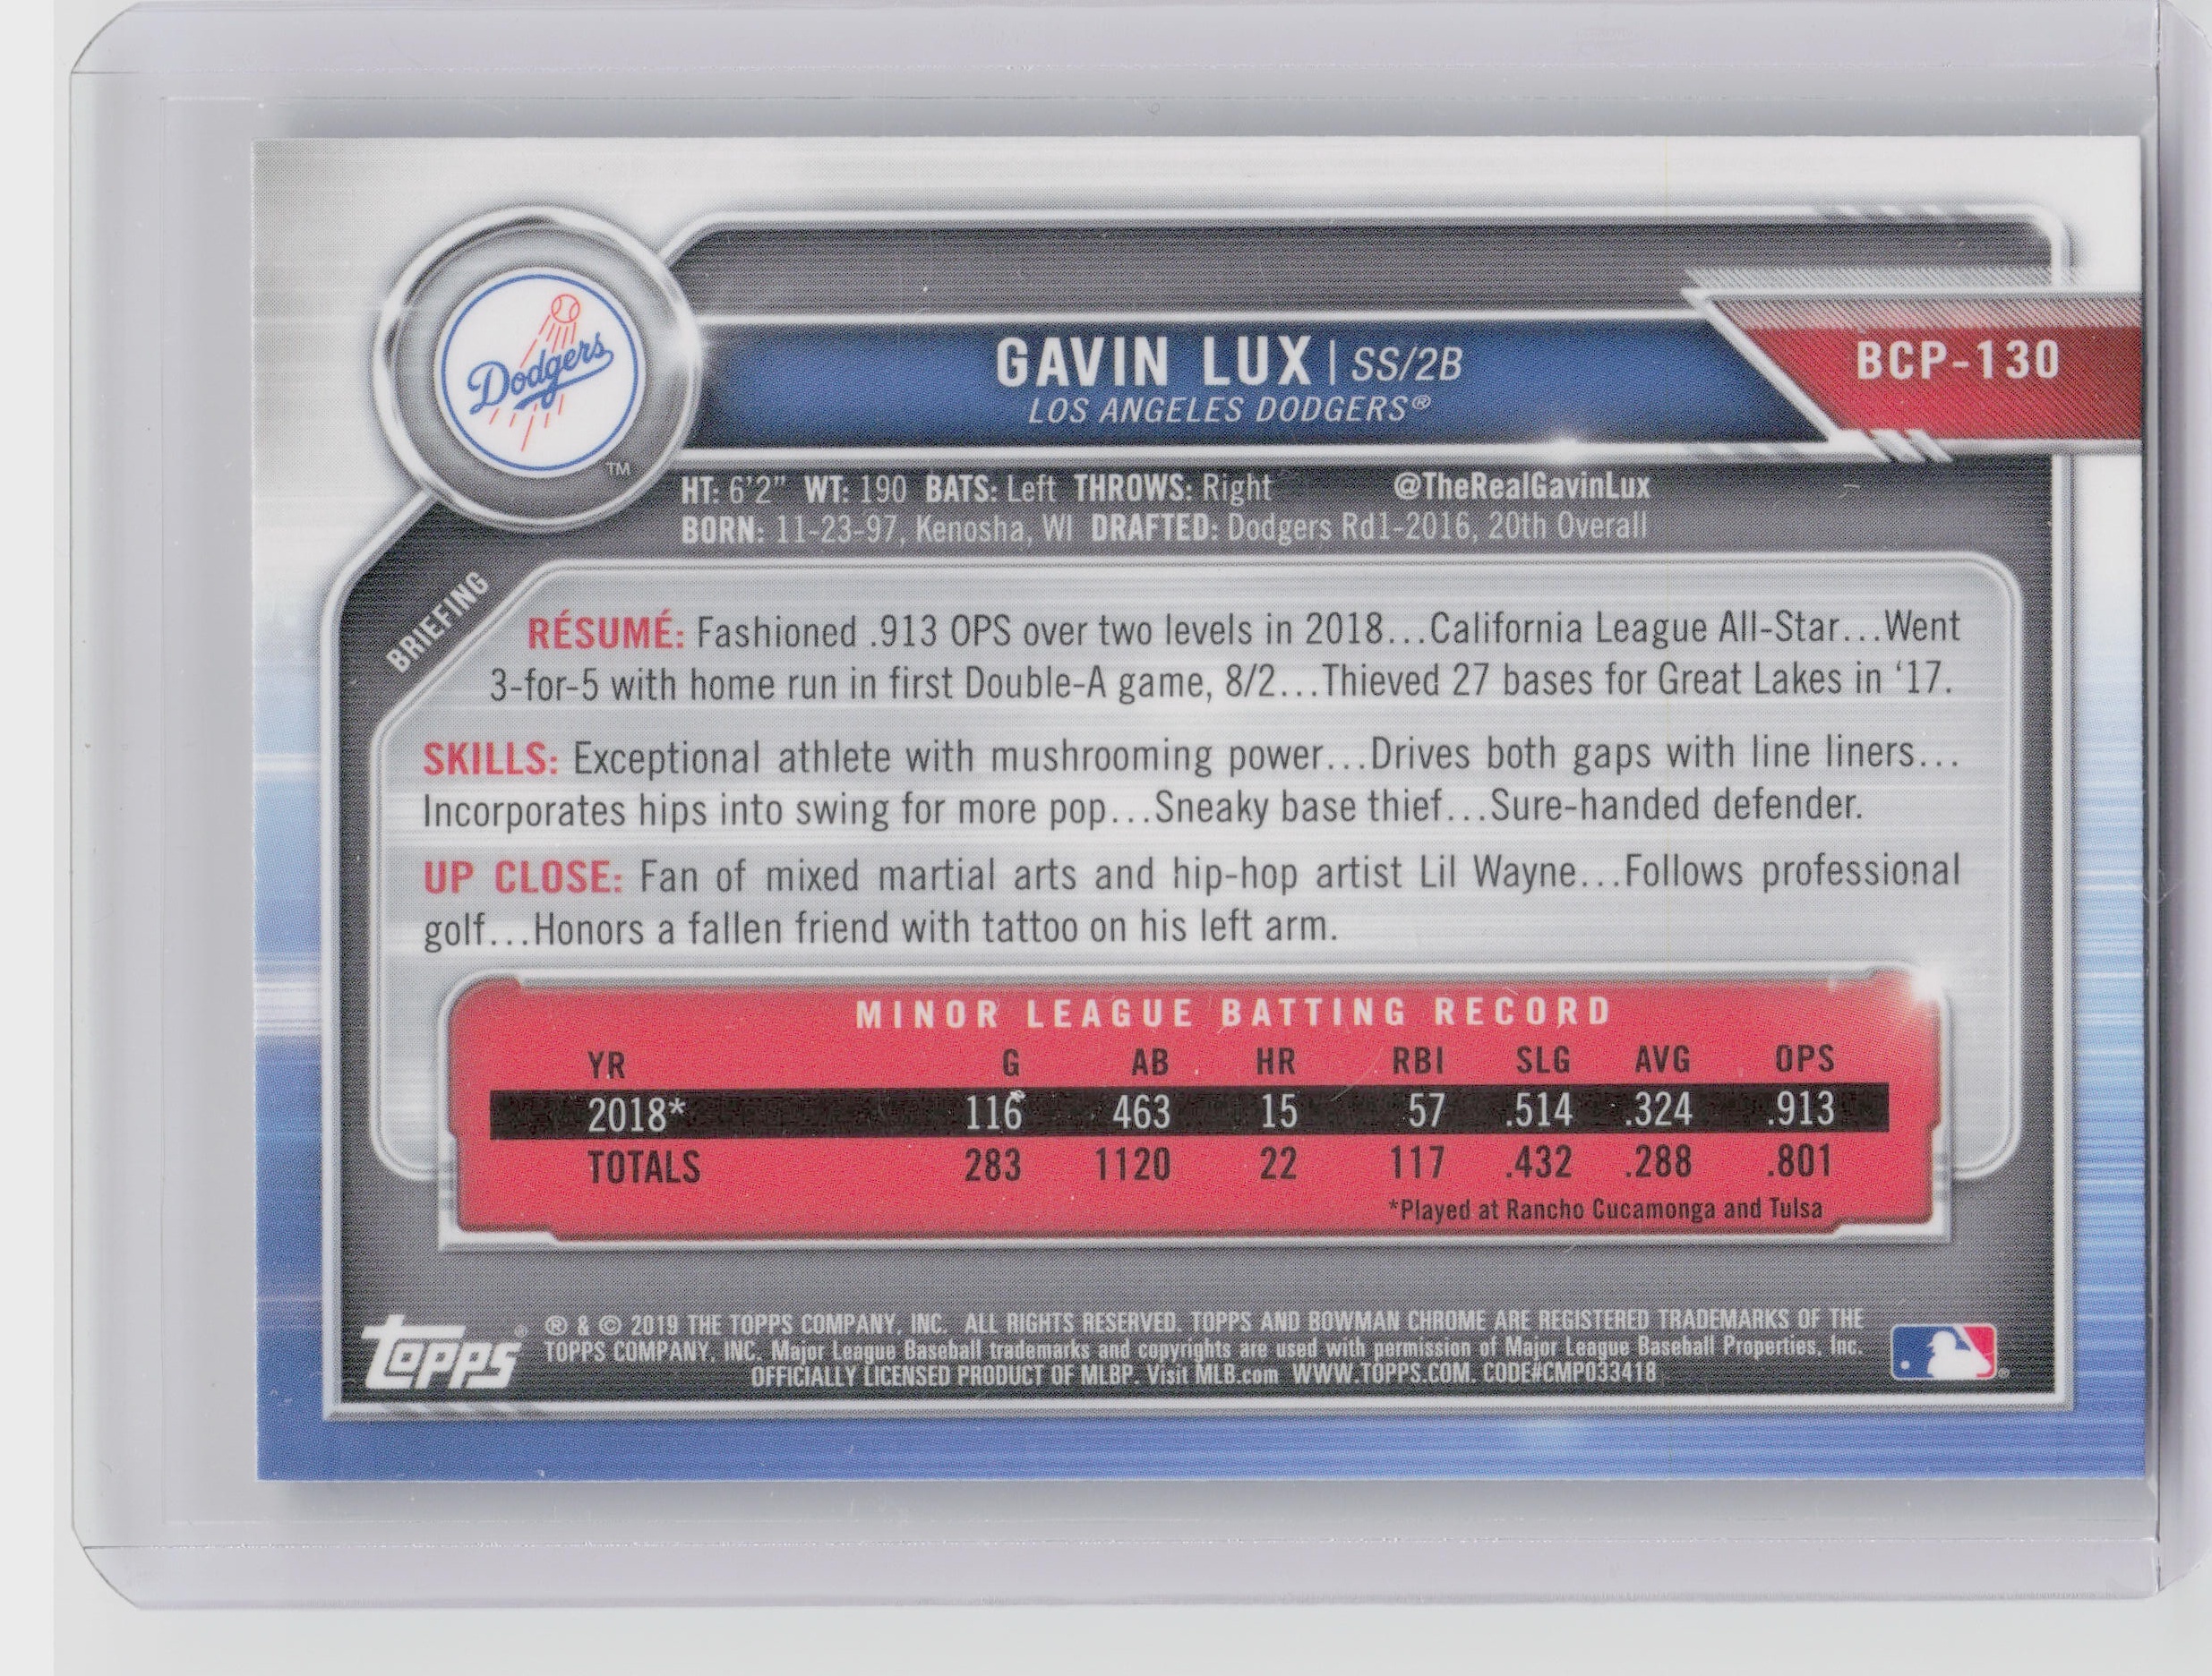 Dodgers
TM
GAVIN LUX | SS/2B
LOS ANGELES DODGERS®
BCP-130
HT: 6'2" WT: 190 BATS: Left THROWS: Right @TheRealGavinLux
BORN: 11-23-97, Kenosha, WI DRAFTED: Dodgers Rd1-2016, 20th Overall
BRIEFING
RÉSUMÉ: Fashioned .913 OPS over two levels in 2018...California League All-Star...Went
3-for-5 with home run in first Double-A game, 8/2...Thieved 27 bases for Great Lakes in '17.
SKILLS: Exceptional athlete with mushrooming power...Drives both gaps with line liners...
Incorporates hips into swing for more pop...Sneaky base thief...Sure-handed defender.
UP CLOSE: Fan of mixed martial arts and hip-hop artist Lil Wayne...Follows professional
golf...Honors a fallen friend with tattoo on his left arm.
MINOR LEAGUE BATTING RECORD
YR G AB HR RBI SLG AVG OPS
2018* 116 463 15 57 .514 .324 .913
TOTALS 283 1120 22 117 .432 .288 .801
*Played at Rancho Cucamonga and Tulsa
Topps®
® & © 2019 THE TOPPS COMPANY, INC. ALL RIGHTS RESERVED. TOPPS AND BOWMAN CHROME ARE REGISTERED TRADEMARKS OF THE
TOPPS COMPANY, INC. Major League Baseball trademarks and copyrights are used with permission of Major League Baseball Properties, Inc.
OFFICIALLY LICENSED PRODUCT OF MLBP. Visit MLB.com WWW.TOPPS.COM. CODE#CMP033418
®